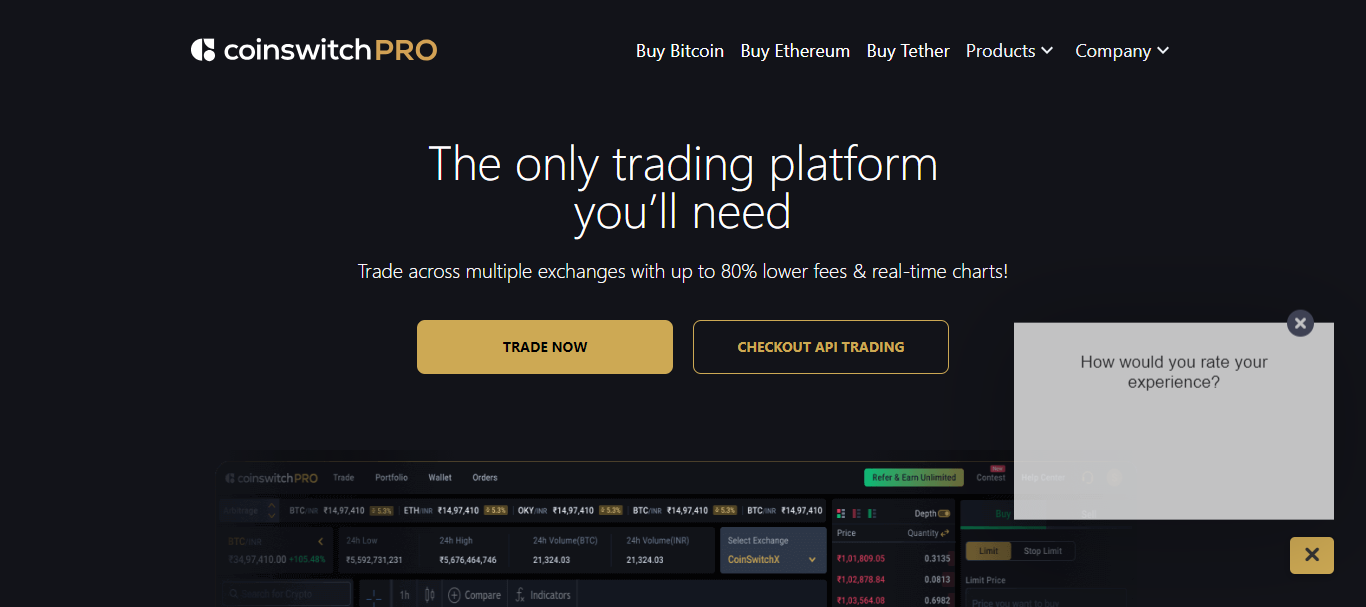 coinswitch PRO
Buy Bitcoin Buy Ethereum Buy Tether Products Company
The only trading platform
you'll need
Trade across multiple exchanges with up to 80% lower fees & real-time charts!
TRADE NOW
CHECKOUT API TRADING
How would you rate your
experience?
coinswitch PRO Trade Portfolio Wallet Orders
Refer & Earn Unlimited
New
Contest
Help Center
BTC/INR ₹14,97,410 5.3% ETH/INR ₹14,97,410 5.3% OKY/INR ₹14,97,410 5.3% BTC/INR ₹14,97,410 5.3% BTC/INR ₹14,97,410
Depth
Buy
Sell
BTC/INR
₹34,97,410.00 +105.48%
24h Low
₹5,592,731,231
24h High
₹5,676,464,746
24h Volume(BTC)
21,324.03
24h Volume(INR)
21,324.03
Select Exchange
CoinSwitchX
Price Quantity
₹1,01,809.05 0.3135
₹1,02,878.84 0.0813
₹1,03,564.08 0.6982
Limit Stop Limit
Limit Price
Price you want to buy
Search for Crypto
1h Compare Indicators